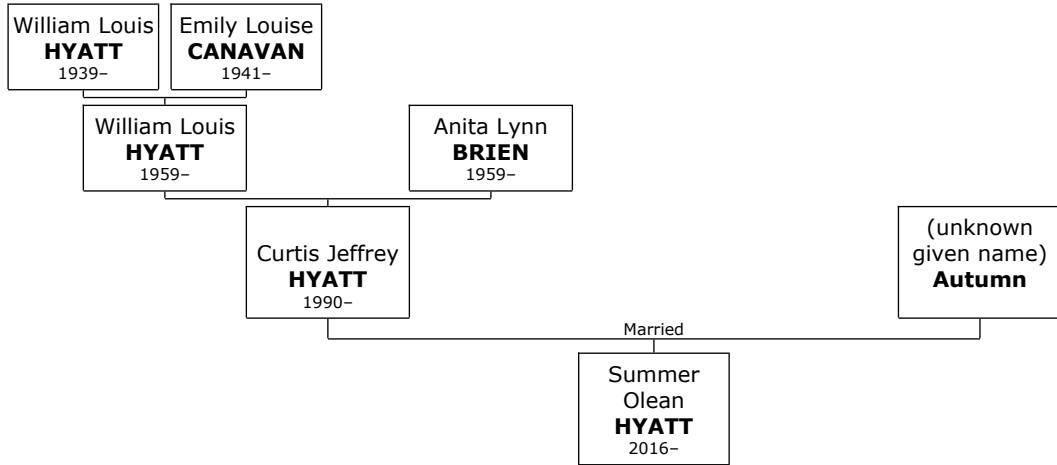 William Louis
HYATT
1939–
Emily Louise
CANAVAN
1941–
William Louis
HYATT
1959–
Anita Lynn
BRIEN
1959–
Curtis Jeffrey
HYATT
1990–
(unknown
given name)
Autumn
Married
Summer
Olean
HYATT
2016–